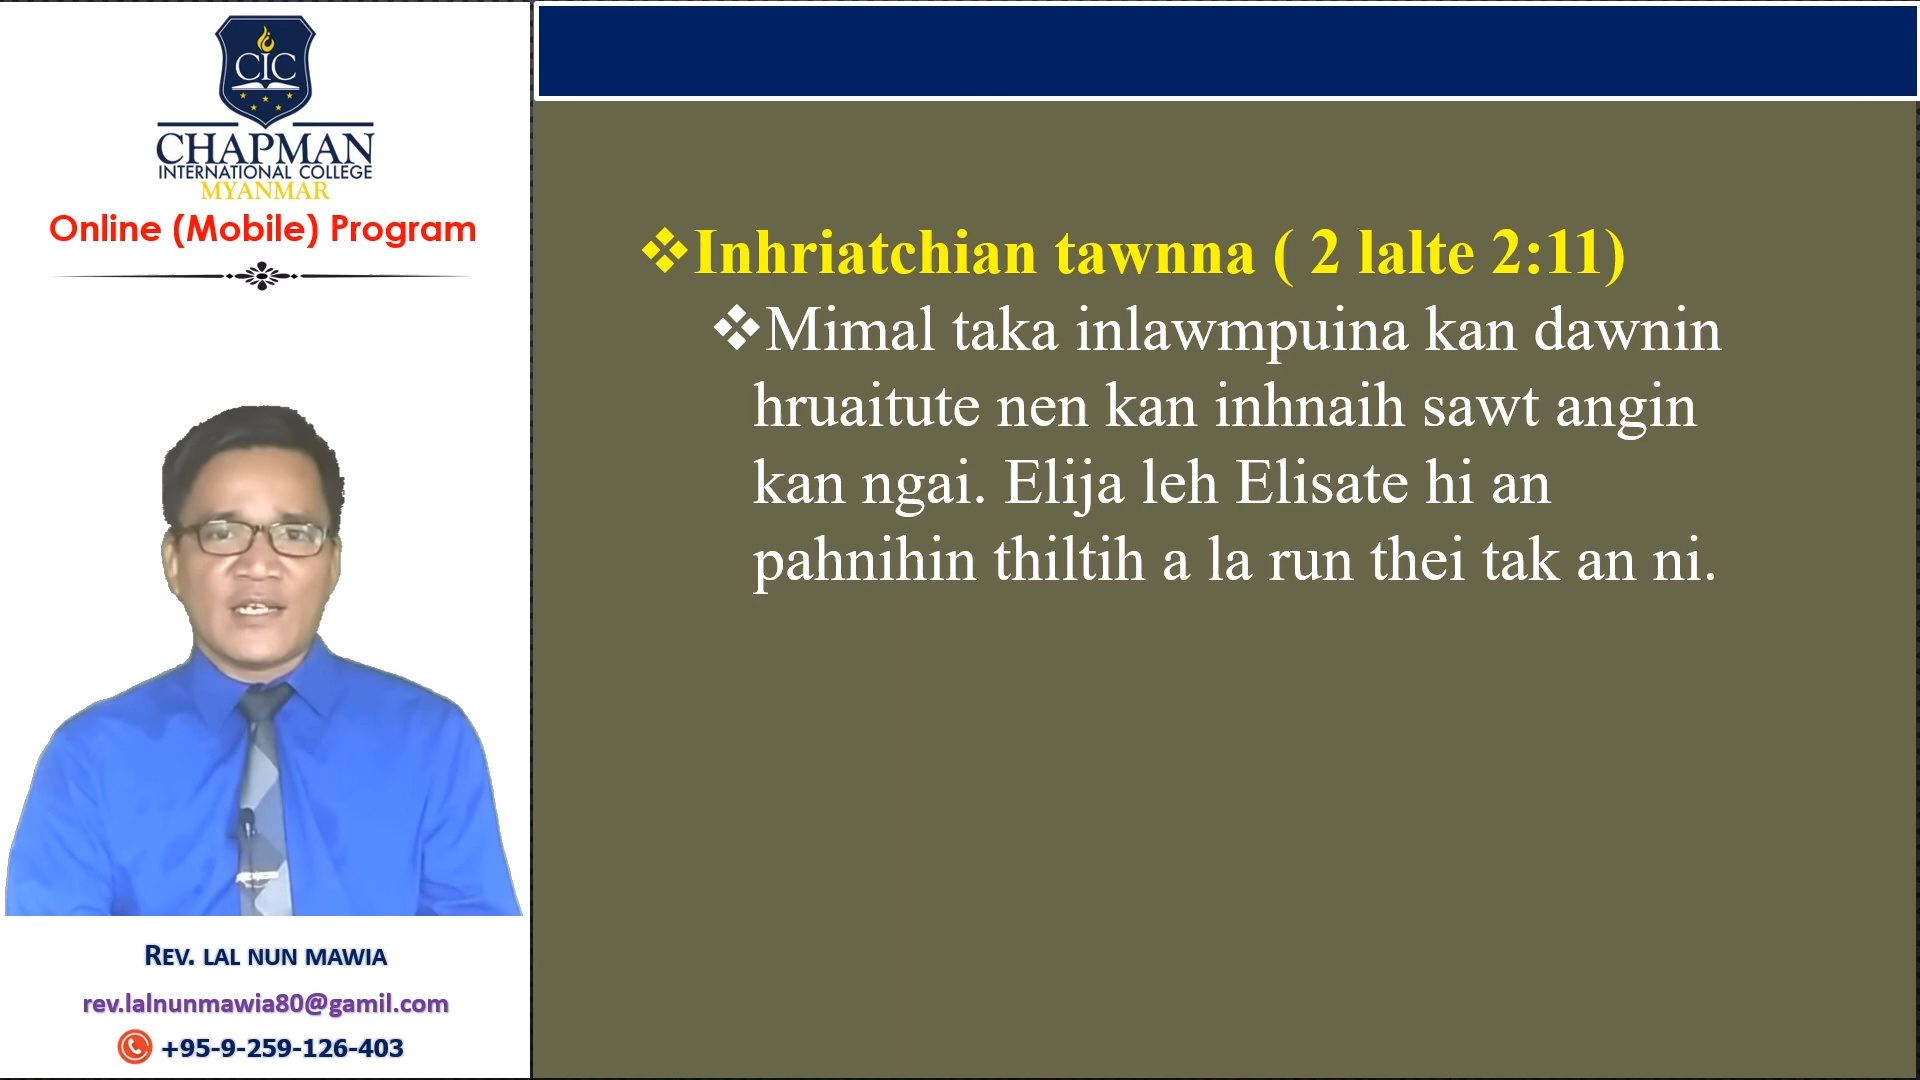 CIC
CHAPMAN
INTERNATIONAL COLLEGE
MYANMAR
Online (Mobile) Program
REV. LAL NUN MAWIA
rev.lalnunmawia80@gamil.com
+95-9-259-126-403
❖Inhriatchian tawnna ( 2 lalte 2:11)
❖Mimal taka inlawmpuina kan dawnin
hruaitute nen kan inhnaih sawt angin
kan ngai. Elija leh Elisate hi an
pahnihin thiltih a la run thei tak an ni.